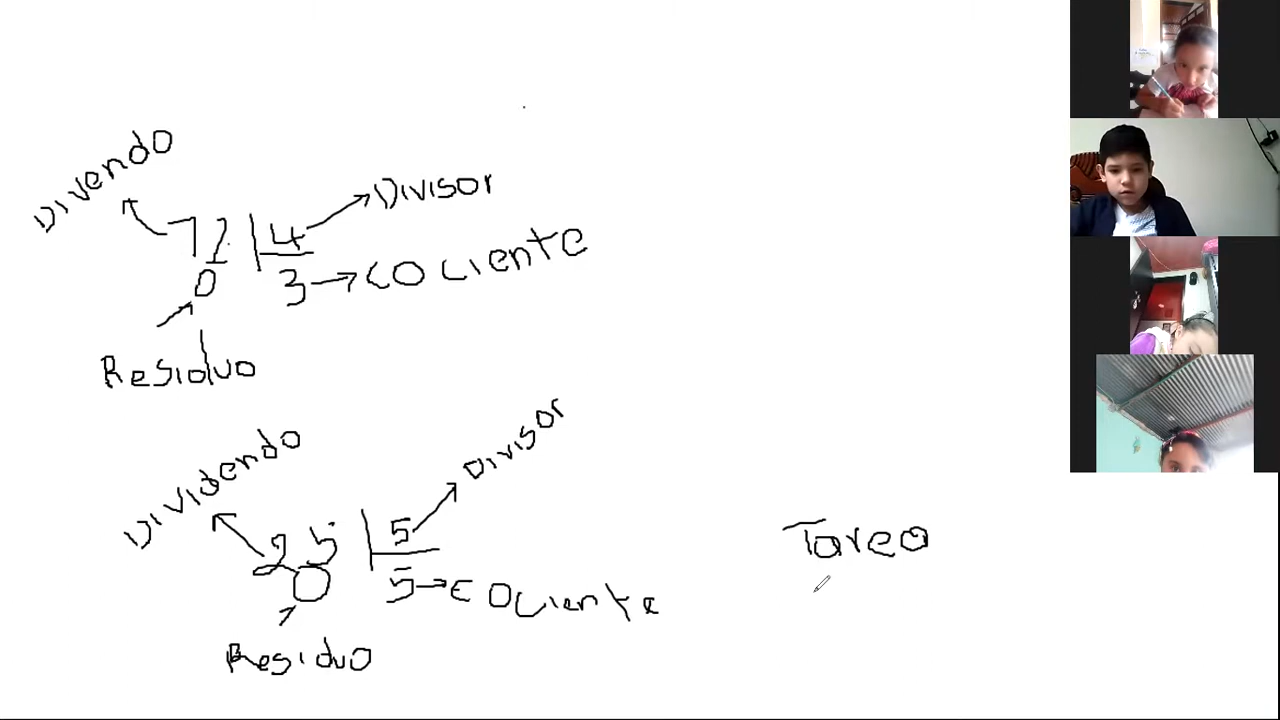 Divendo
Divisor
12 4
3 Cociente
0
Residuo
Dividendo
Divisor
25 5
5 Cociente
0
Residuo
Tarea